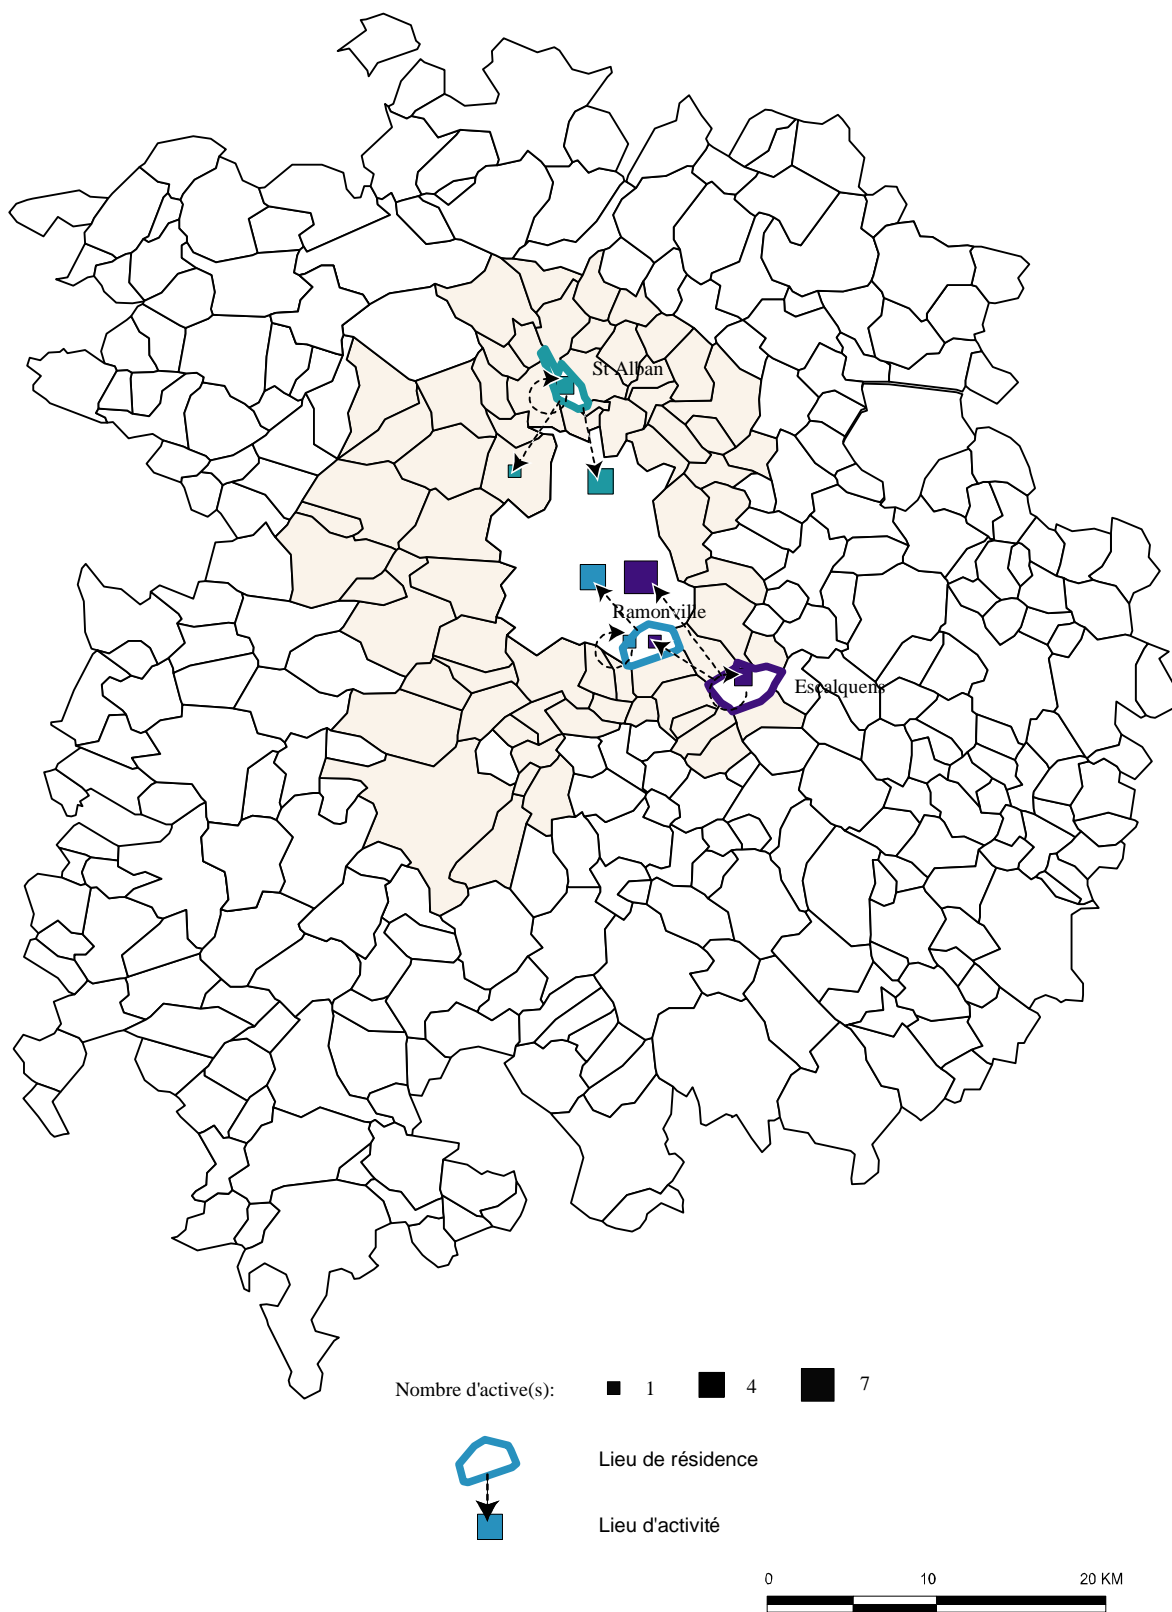 St Alban
Ramonville
Escalquens
Nombre d'active(s): 1 4 7
Lieu de résidence
Lieu d'activité
0 10 20 KM